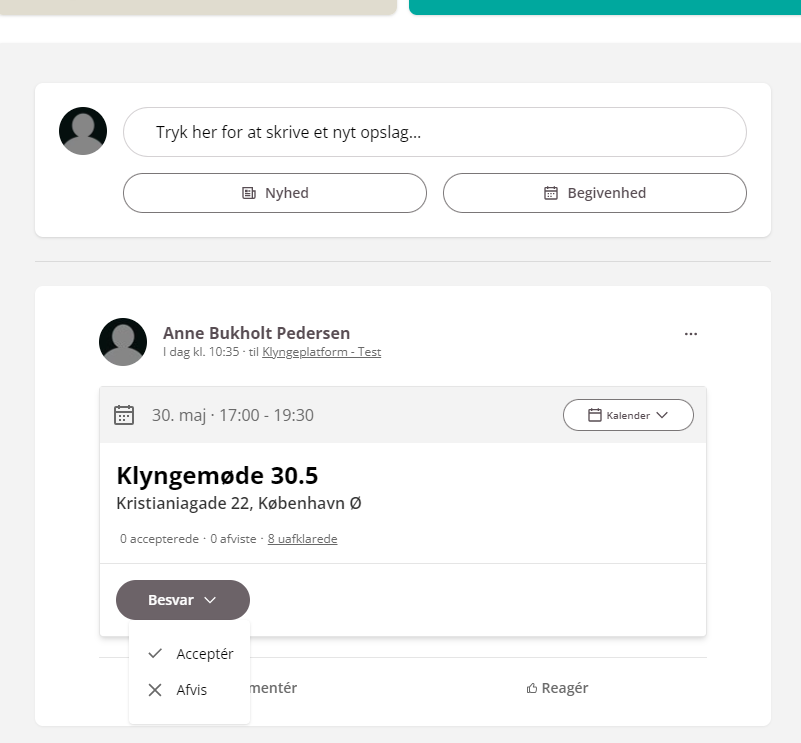 Tryk her for at skrive et nyt opslag...
Nyhed
Begivenhed
Anne Bukholt Pedersen
I dag kl. 10:35 · til Klyngeplatform - Test
30. maj · 17:00 - 19:30
Kalender
Klyngemøde 30.5
Kristianiagade 22, København Ø
0 accepterede · 0 afviste · 8 uafklarede
Besvar
Acceptér
Afvis
mentér
Reagér